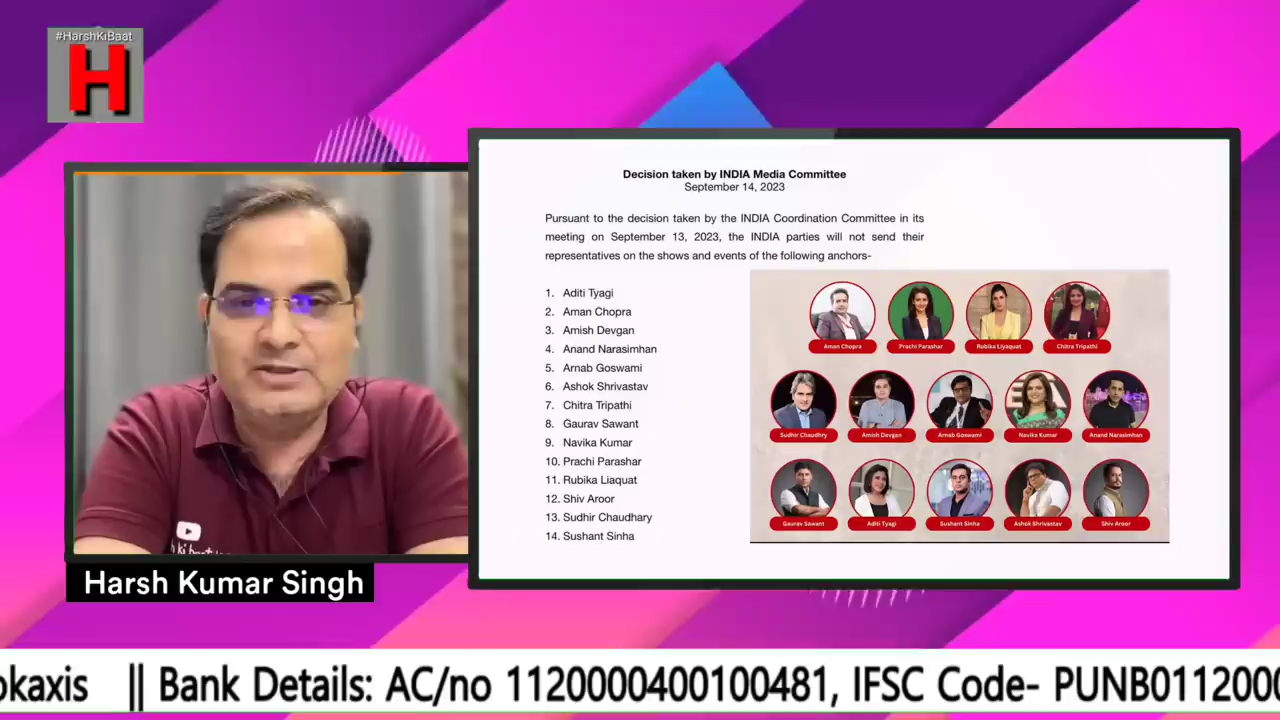 #HarshKiBaat
H
Decision taken by INDIA Media Committee
September 14, 2023
Pursuant to the decision taken by the INDIA Coordination Committee in its
meeting on September 13, 2023, the INDIA parties will not send their
representatives on the shows and events of the following anchors-
1. Aditi Tyagi
2. Aman Chopra
3. Amish Devgan
4. Anand Narasimhan
5. Arnab Goswami
6. Ashok Shrivastav
7. Chitra Tripathi
8. Gaurav Sawant
9. Navika Kumar
10. Prachi Parashar
11. Rubika Liaquat
12. Shiv Aroor
13. Sudhir Chaudhary
14. Sushant Sinha
Aman Chopra
Prachi Parashar
Rubika Liyaquat
Chitra Tripathi
Sudhir Chaudhry
Amish Devgan
Arnab Goswami
Navika Kumar
Anand Narasimhan
Gaurav Sawant
Aditi Tyagi
Sushant Sinha
Ashok Shrivastav
Shiv Aroor
Harsh Kumar Singh
okaxis || Bank Details: AC/no 1120000400100481, IFSC Code- PUNB0112000